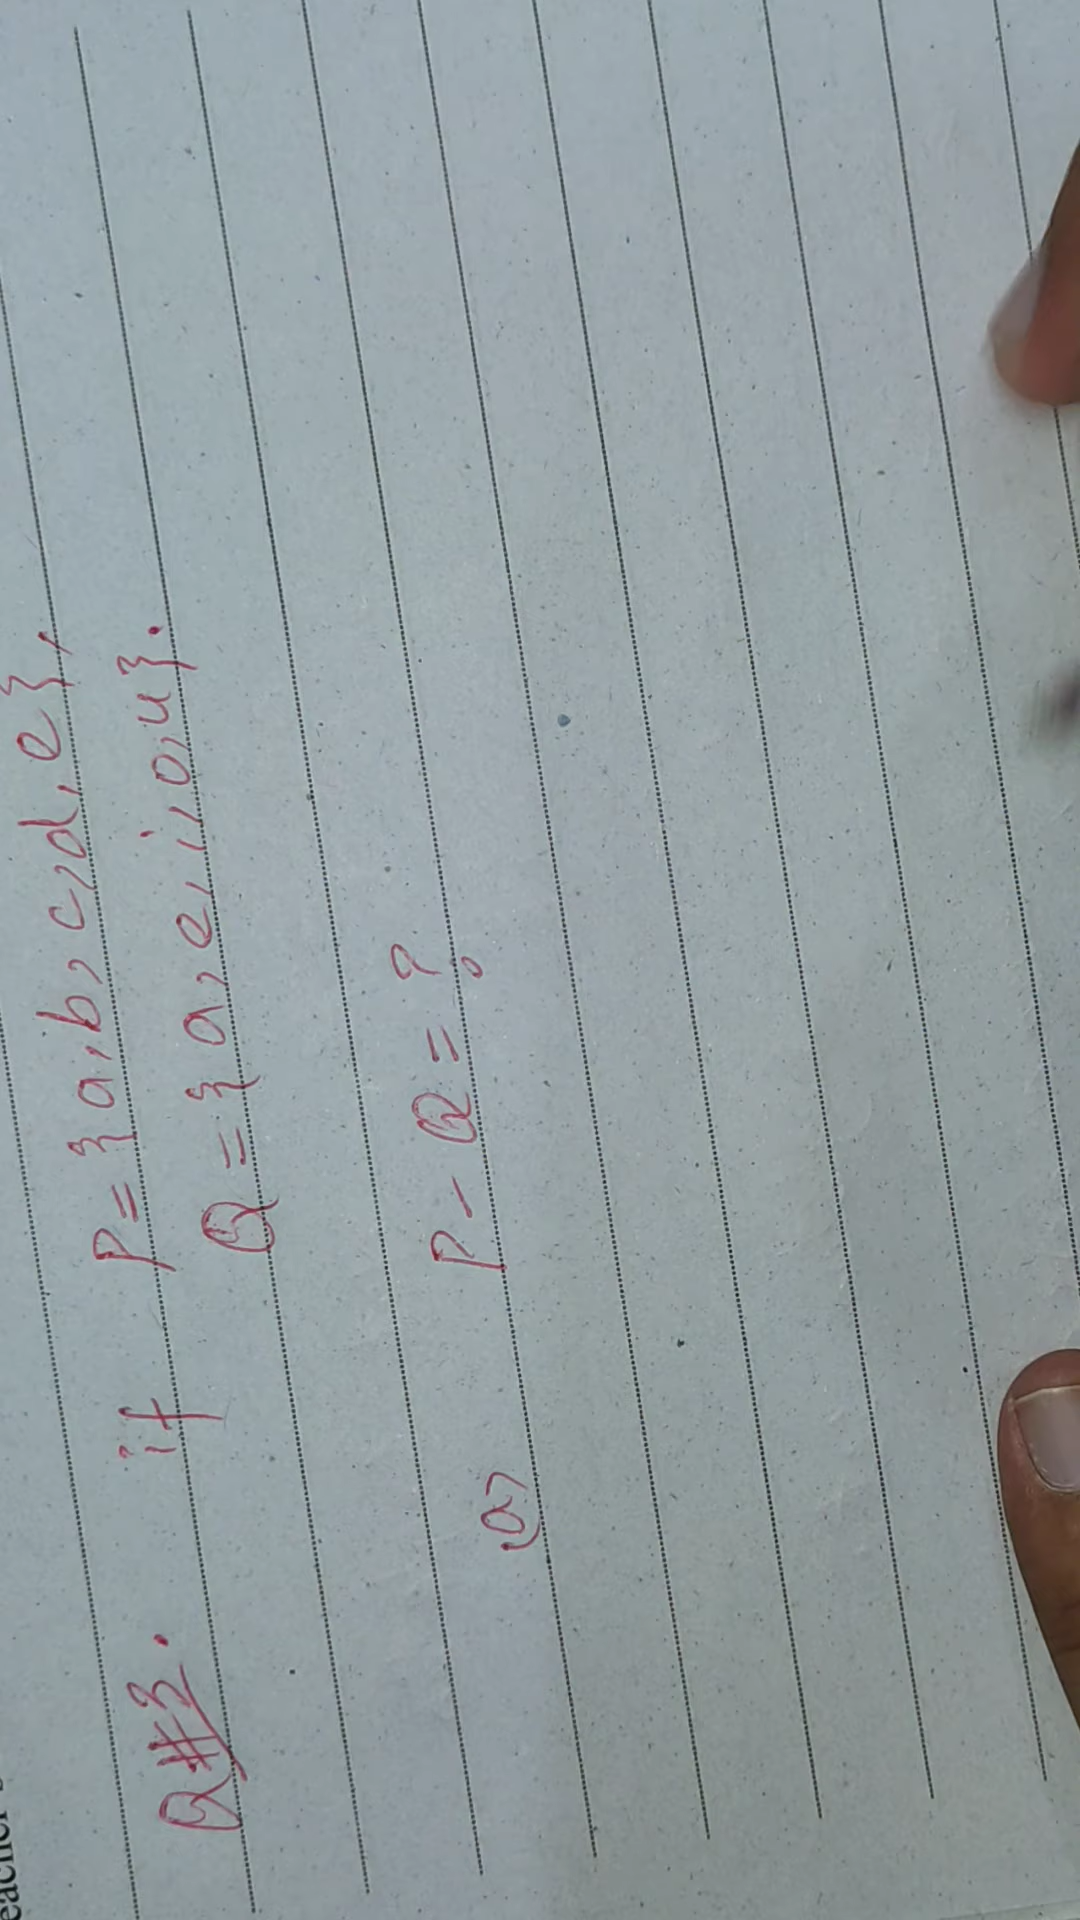 Q#3. if P={a,b,c,d,e},
Q={a,e,i,o,u}.
(a) P-Q=?